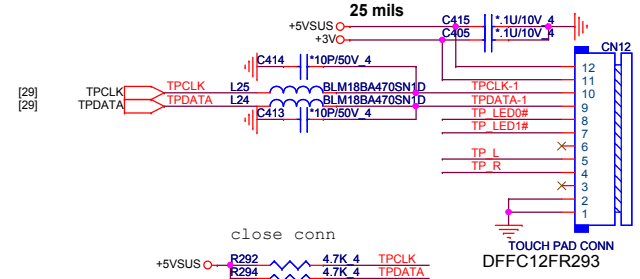 25 mils
+5VSUS C415 *.1U/10V_4
+3V C405 *.1U/10V_4
CN12
C414 *10P/50V_4
12
11
[29] TPCLK TPCLK L25 BLM18BA470SN1D TPCLK-1 10
[29] TPDATA TPDATA L24 BLM18BA470SN1D TPDATA-1 9
C413 *10P/50V_4
TP_LED0# 8
TP_LED1# 7
6
TP_L 5
TP_R 4
3
2
1
close conn
TOUCH PAD CONN
DFFC12FR293
+5VSUS R292 4.7K_4 TPCLK
R294 4.7K_4 TPDATA